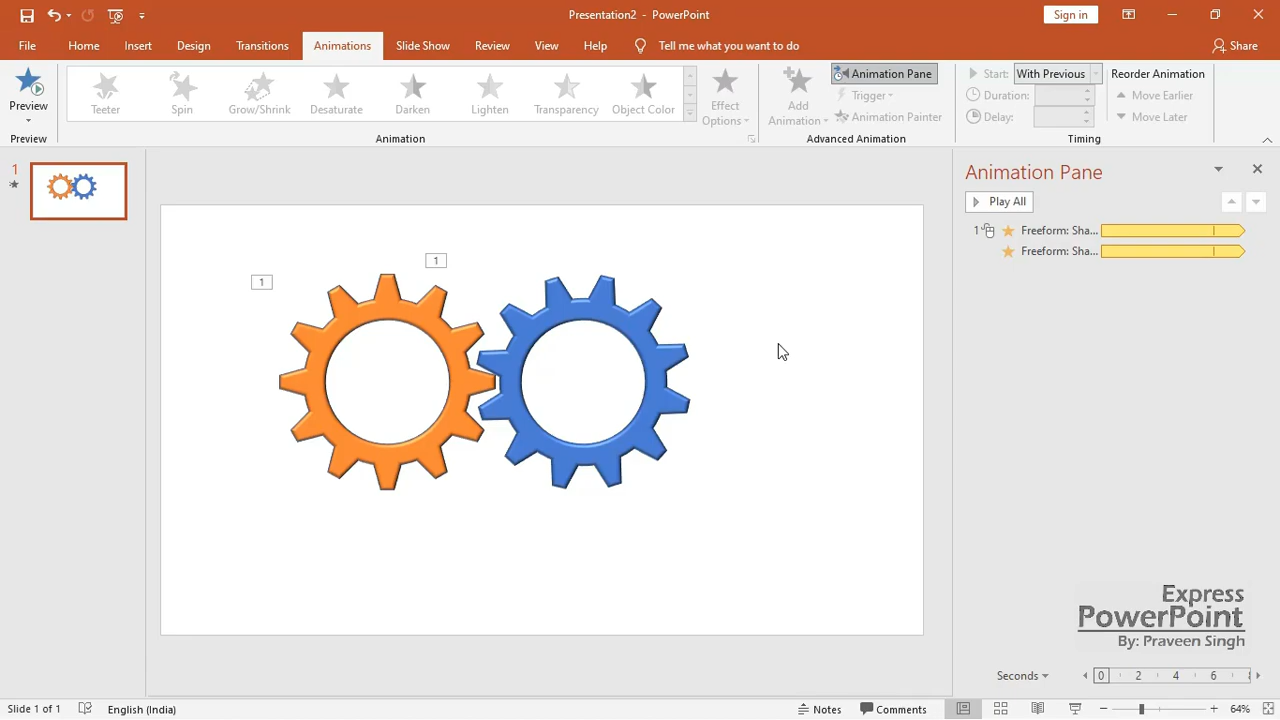 Presentation2 - PowerPoint
Sign in
File Home Insert Design Transitions Animations Slide Show Review View Help Tell me what you want to do Share
Preview
Teeter Spin Grow/Shrink Desaturate Darken Lighten Transparency Object Color
Effect Options
Add Animation
Animation Pane
Trigger
Animation Painter
Start: With Previous
Duration:
Delay:
Reorder Animation
Move Earlier
Move Later
Preview Animation Advanced Animation Timing
1
1
1
Animation Pane
Play All
1 Freeform: Sha...
Freeform: Sha...
Express
PowerPoint
By: Praveen Singh
Seconds 0 2 4 6
Slide 1 of 1 English (India) Notes Comments 64%